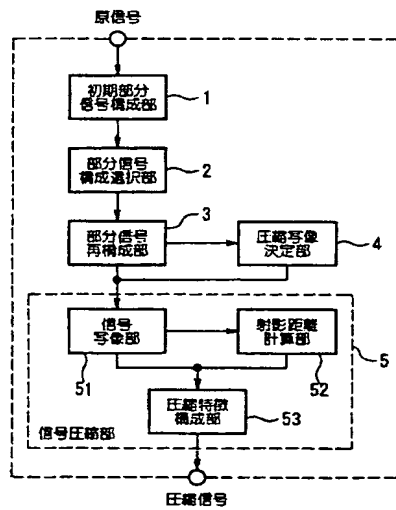 原信号
初期部分
信号構成部
1
部分信号
構成選択部
2
3
部分信号
再構成部
圧縮写像
決定部
4
信号
写像部
射影距離
計算部
5
51
52
圧縮特徴
構成部
53
信号圧縮部
圧縮信号